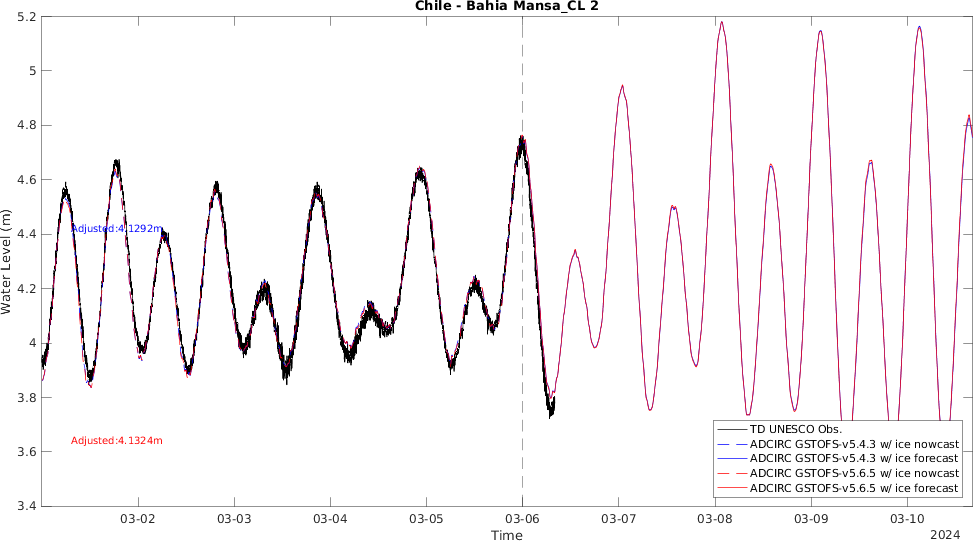 Chile - Bahia Mansa_CL 2
Water Level (m)
5.2
5
4.8
4.6
4.4
4.2
4
3.8
3.6
3.4
Adjusted:4.1292m
Adjusted:4.1324m
TD UNESCO Obs.
ADCIRC GSTOFS-v5.4.3 w/ ice nowcast
ADCIRC GSTOFS-v5.4.3 w/ ice forecast
ADCIRC GSTOFS-v5.6.5 w/ ice nowcast
ADCIRC GSTOFS-v5.6.5 w/ ice forecast
03-02 03-03 03-04 03-05 03-06 03-07 03-08 03-09 03-10
Time
2024